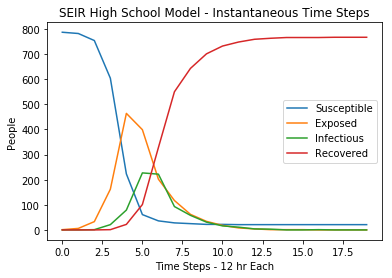 SEIR High School Model - Instantaneous Time Steps
People
800
700
600
500
400
300
200
100
0
Susceptible
Exposed
Infectious
Recovered
0.0 2.5 5.0 7.5 10.0 12.5 15.0 17.5
Time Steps - 12 hr Each